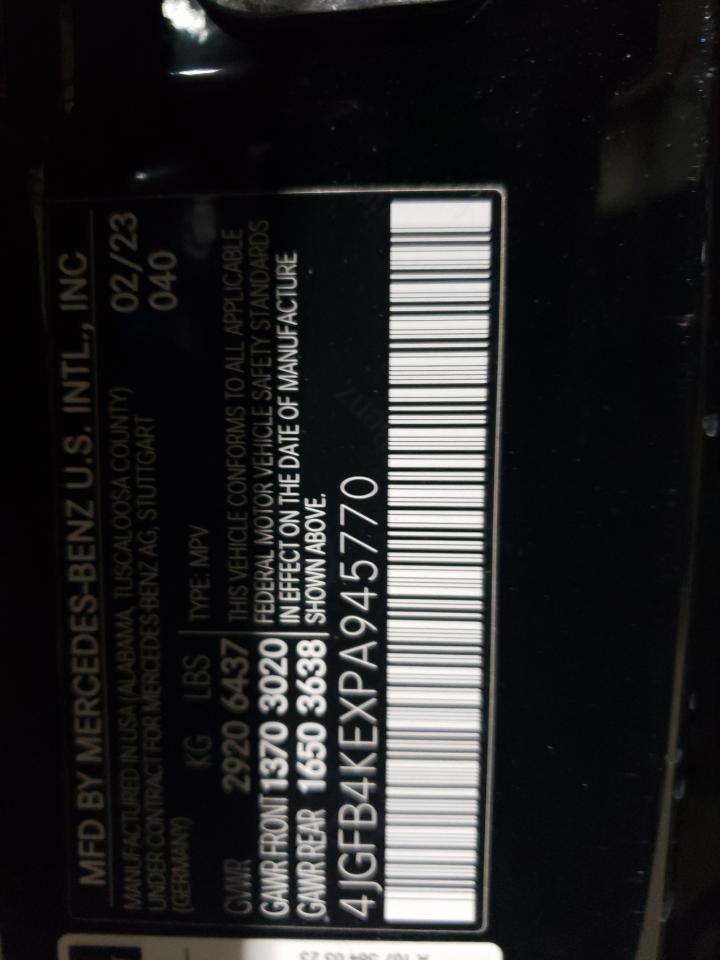 MFD BY MERCEDES-BENZ U.S. INTL., INC
MANUFACTURED IN USA (ALABAMA, TUSCALOOSA COUNTY) 02/23
UNDER CONTRACT FOR MERCEDES-BENZ AG, STUTTGART 040
(GERMANY)
KG LBS TYPE: MPV
GVWR 2920 6437 THIS VEHICLE CONFORMS TO ALL APPLICABLE
GAWR FRONT 1370 3020 FEDERAL MOTOR VEHICLE SAFETY STANDARDS
IN EFFECT ON THE DATE OF MANUFACTURE
GAWR REAR 1650 3638 SHOWN ABOVE.
4JGFB4KEXPA945770